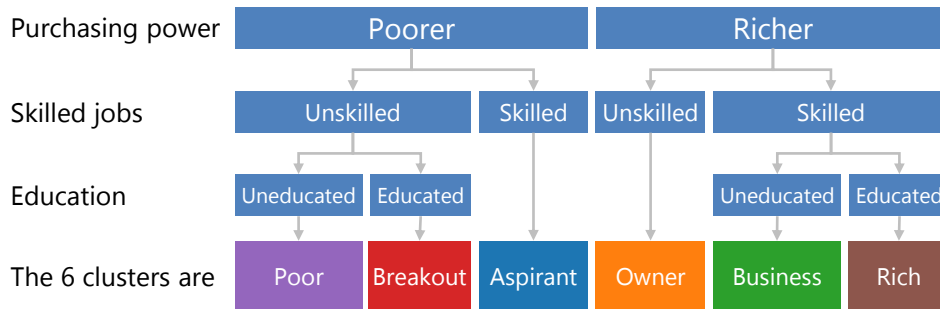 Purchasing power Poorer Richer
Skilled jobs Unskilled Skilled Unskilled Skilled
Education Uneducated Educated Uneducated Educated
The 6 clusters are Poor Breakout Aspirant Owner Business Rich